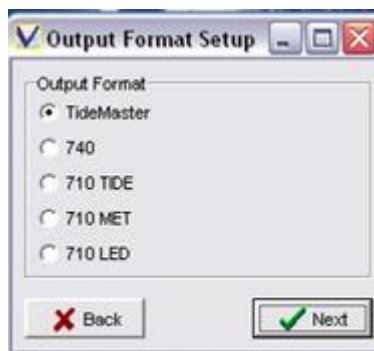 Output Format Setup
Output Format
TideMaster
740
710 TIDE
710 MET
710 LED
Back
Next